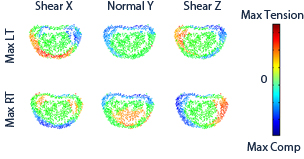 Shear X Normal Y Shear Z
Max Tension
Max LT
0
Max RT
Max Comp